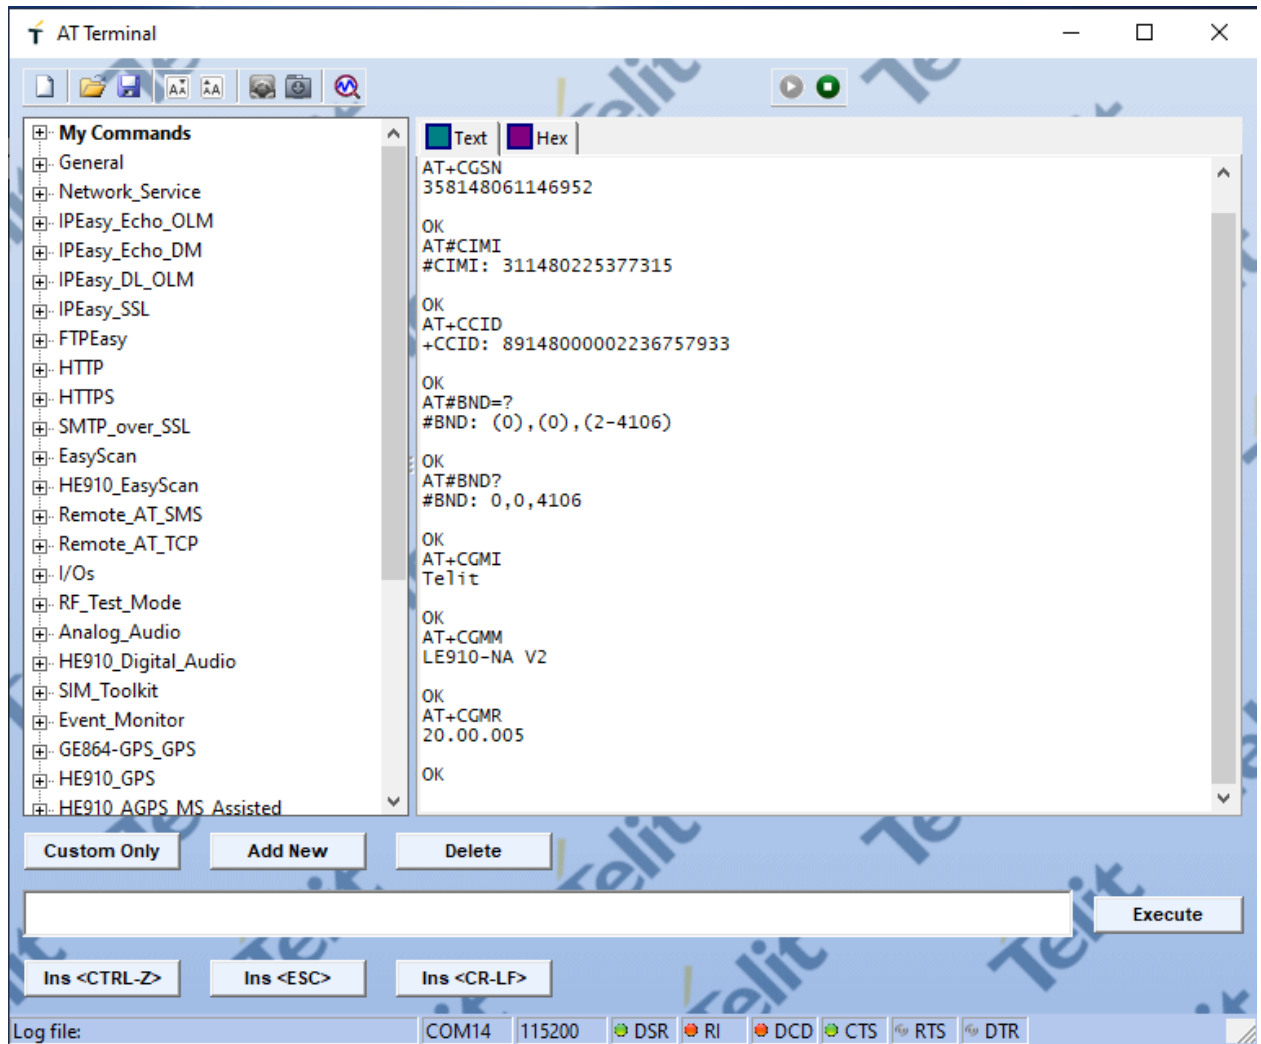 AT Terminal
My Commands
General
Network_Service
IPEasy_Echo_OLM
IPEasy_Echo_DM
IPEasy_DL_OLM
IPEasy_SSL
FTPEasy
HTTP
HTTPS
SMTP_over_SSL
EasyScan
HE910_EasyScan
Remote_AT_SMS
Remote_AT_TCP
I/Os
RF_Test_Mode
Analog_Audio
HE910_Digital_Audio
SIM_Toolkit
Event_Monitor
GE864-GPS_GPS
HE910_GPS
HE910 AGPS MS Assisted
Text Hex
AT+CGSN
358148061146952
OK
AT#CIMI
#CIMI: 311480225377315
OK
AT+CCID
+CCID: 89148000002236757933
OK
AT#BND=?
#BND: (0),(0),(2-4106)
OK
AT#BND?
#BND: 0,0,4106
OK
AT+CGMI
Telit
OK
AT+CGMM
LE910-NA V2
OK
AT+CGMR
20.00.005
OK
Custom Only Add New Delete
Execute
Ins <CTRL-Z> Ins <ESC> Ins <CR-LF>
Log file: COM14 115200 DSR RI DCD CTS RTS DTR